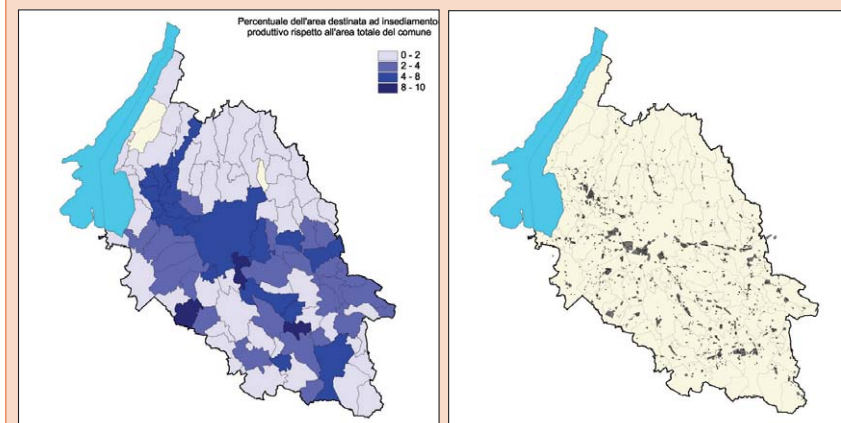 Percentuale dell'area destinata ad insediamento
produttivo rispetto all'area totale del comune
0 - 2
2 - 4
4 - 8
8 - 10